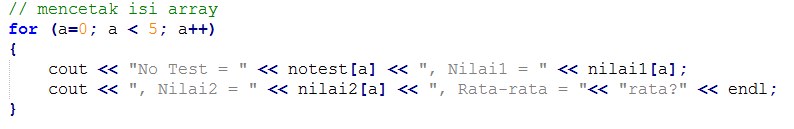 // mencetak isi array
for (a=0; a < 5; a++)
{
    cout << "No Test = " << notest[a] << ", Nilai1 = " << nilai1[a];
    cout << ", Nilai2 = " << nilai2[a] << ", Rata-rata = "<< "rata?" << endl;
}